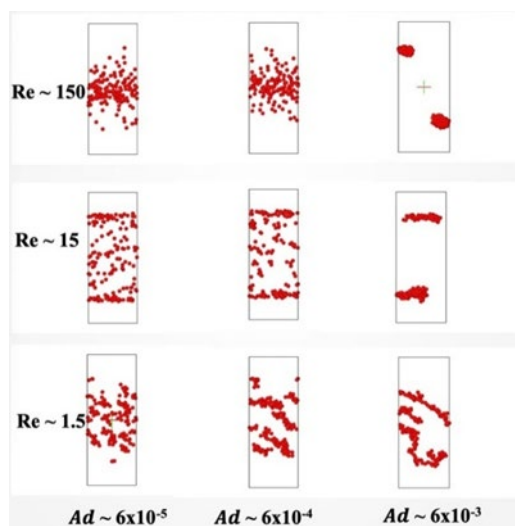 Re ~ 150
Re ~ 15
Re ~ 1.5
Ad ~ 6x10⁻⁵ Ad ~ 6x10⁻⁴ Ad ~ 6x10⁻³